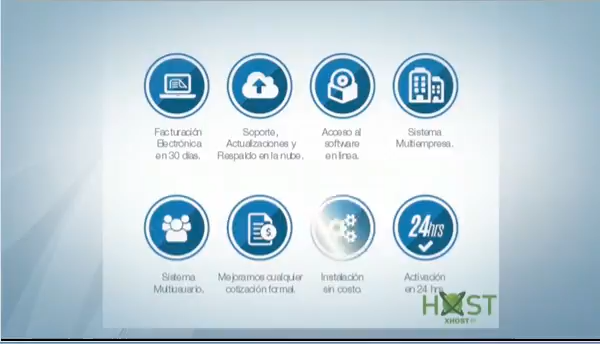 Facturación
Electrónica
en 30 días.
Soporte,
Actualizaciones y
Respaldo en la nube.
Acceso al
software
en línea.
Sistema
Multiempresa.
24hrs
Sistema
Multiusuario.
Mejoramos cualquier
cotización formal.
Instalación
sin costo.
Activación
en 24 hrs
HOST
XHOST